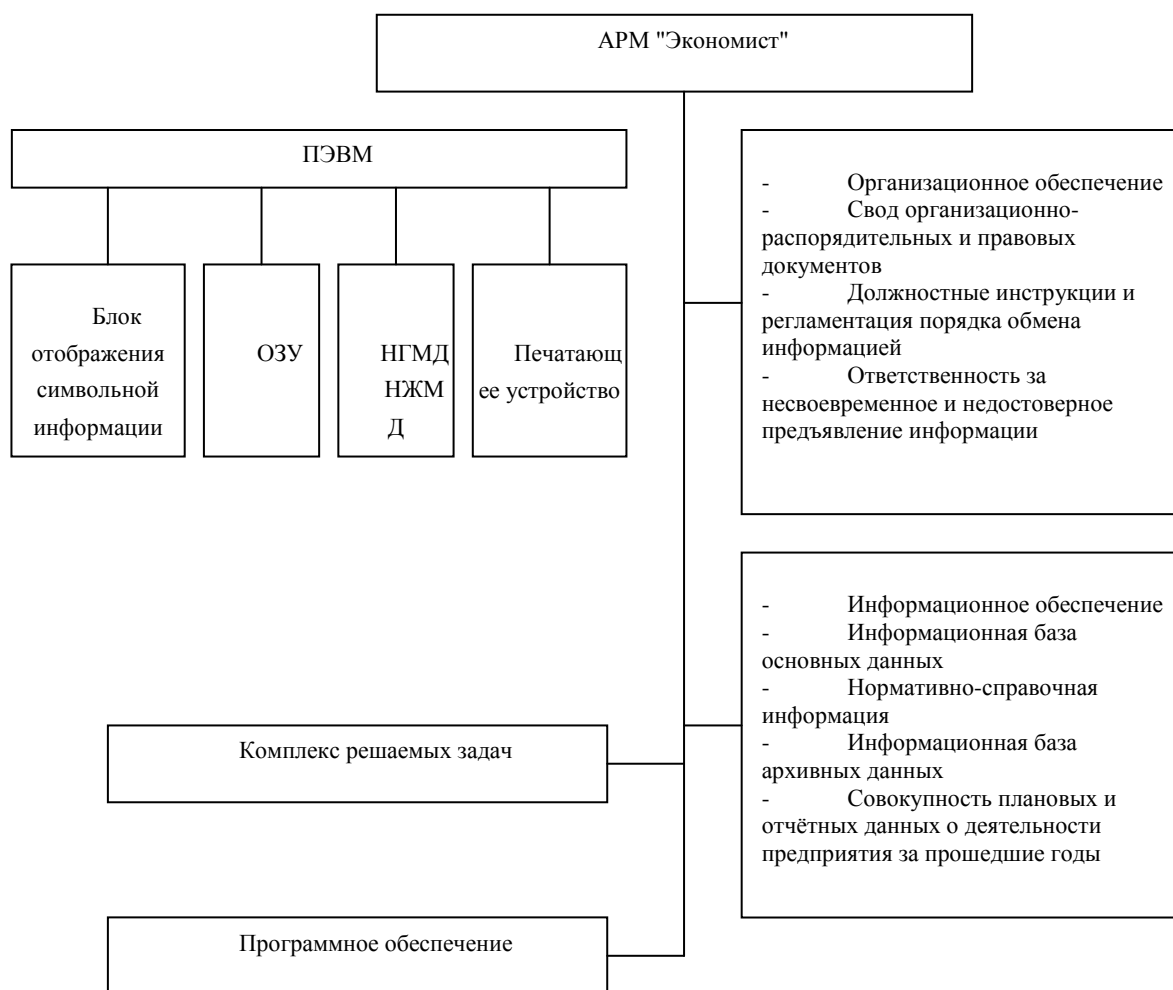 АРМ "Экономист"
ПЭВМ
Блок
отображения
символьной
информации
ОЗУ
НГМД
НЖМ
Д
Печатающ
ее устройство
- Организационное обеспечение
- Свод организационно-
распорядительных и правовых
документов
- Должностные инструкции и
регламентация порядка обмена
информацией
- Ответственность за
несвоевременное и недостоверное
предъявление информации
- Информационное обеспечение
- Информационная база
основных данных
- Нормативно-справочная
информация
- Информационная база
архивных данных
- Совокупность плановых и
отчётных данных о деятельности
предприятия за прошедшие годы
Комплекс решаемых задач
Программное обеспечение